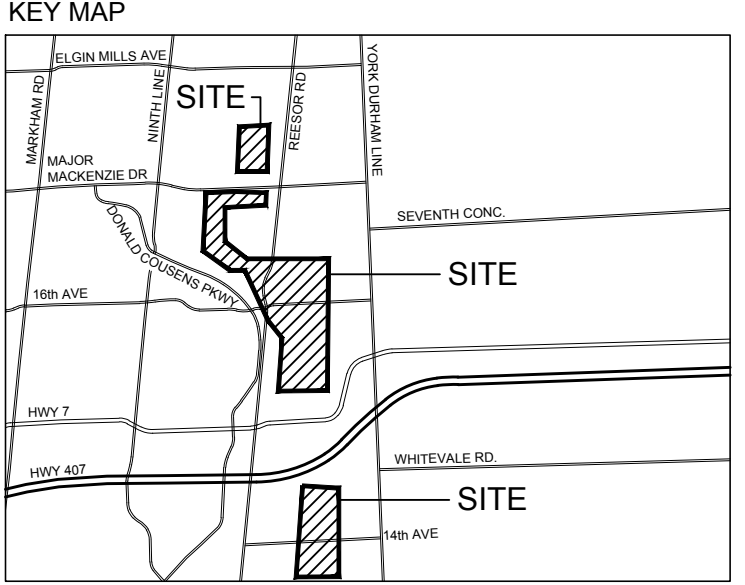 KEY MAP
ELGIN MILLS AVE
MARKHAM RD
NINTH LINE
SITE
REESOR RD
YORK DURHAM LINE
MAJOR
MACKENZIE DR
SEVENTH CONC.
DONALD COUSENS PKWY
SITE
16th AVE
HWY 7
WHITEVALE RD.
HWY 407
SITE
14th AVE